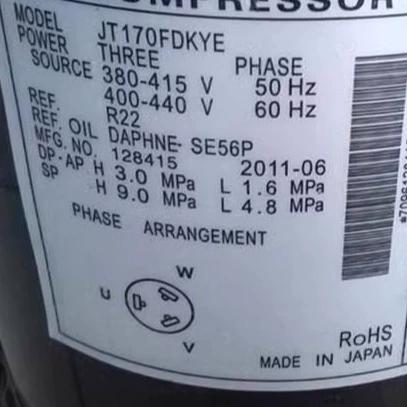 COMPRESSOR
MODEL JT170FDKYE
POWER THREE PHASE
SOURCE 380-415 V 50 Hz
400-440 V 60 Hz
REF. R22
REF. OIL DAPHNE- SE56P
MFG. NO. 128415 2011-06
DP-AP H 3.0 MPa L 1.6 MPa
SP H 9.0 MPa L 4.8 MPa
PHASE ARRANGEMENT
W
U
V
RoHS
MADE IN JAPAN